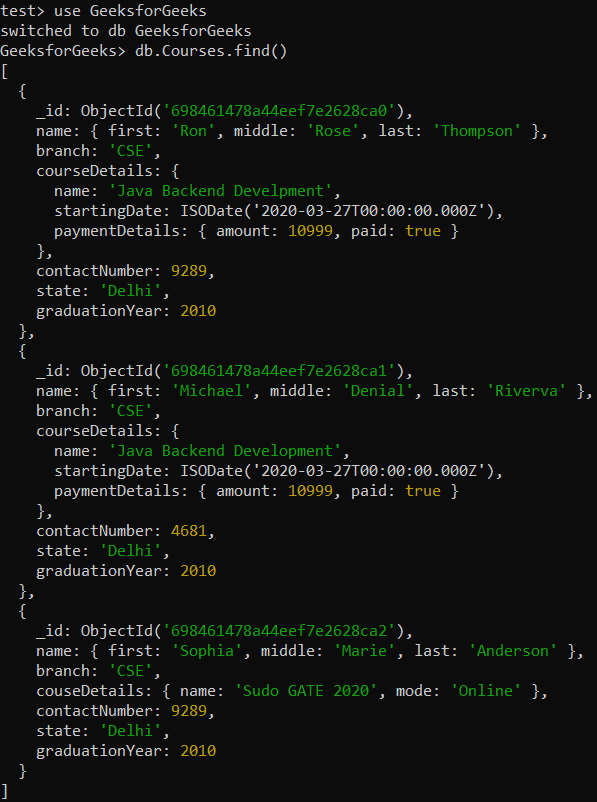 test> use GeeksforGeeks
switched to db GeeksforGeeks
GeeksforGeeks> db.Courses.find()
[
  {
    _id: ObjectId('698461478a44eef7e2628ca0'),
    name: { first: 'Ron', middle: 'Rose', last: 'Thompson' },
    branch: 'CSE',
    courseDetails: {
      name: 'Java Backend Develpment',
      startingDate: ISODate('2020-03-27T00:00:00.000Z'),
      paymentDetails: { amount: 10999, paid: true }
    },
    contactNumber: 9289,
    state: 'Delhi',
    graduationYear: 2010
  },
  {
    _id: ObjectId('698461478a44eef7e2628ca1'),
    name: { first: 'Michael', middle: 'Denial', last: 'Riverva' },
    branch: 'CSE',
    courseDetails: {
      name: 'Java Backend Development',
      startingDate: ISODate('2020-03-27T00:00:00.000Z'),
      paymentDetails: { amount: 10999, paid: true }
    },
    contactNumber: 4681,
    state: 'Delhi',
    graduationYear: 2010
  },
  {
    _id: ObjectId('698461478a44eef7e2628ca2'),
    name: { first: 'Sophia', middle: 'Marie', last: 'Anderson' },
    branch: 'CSE',
    couseDetails: { name: 'Sudo GATE 2020', mode: 'Online' },
    contactNumber: 9289,
    state: 'Delhi',
    graduationYear: 2010
  }
]